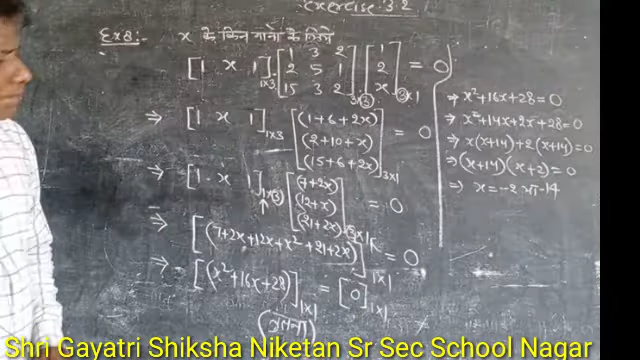 Exercise 3.2
Ex 8:- x के किन मानों के लिये
[1 x 1]1×3 [1 3 2 / 2 5 1 / 15 3 2]3×3 [1 / 2 / x]3×1 = 0
⇒ [1 x 1]1×3 [(1+6+2x) / (2+10+x) / (15+6+2x)]3×1 = 0
⇒ [1 x 1]1×3 [(7+2x) / (12+x) / (21+2x)]3×1 = 0
⇒ [(7+2x+12x+x²+21+2x)]1×1 = 0
⇒ [(x²+16x+28)]1×1 = [0]1×1
(तुलना)
⇒ x²+16x+28=0
⇒ x²+14x+2x+28=0
⇒ x(x+14)+2(x+14)=0
⇒ (x+14)(x+2)=0
⇒ x=-2 या -14
Shri Gayatri Shiksha Niketan Sr Sec School Nagar